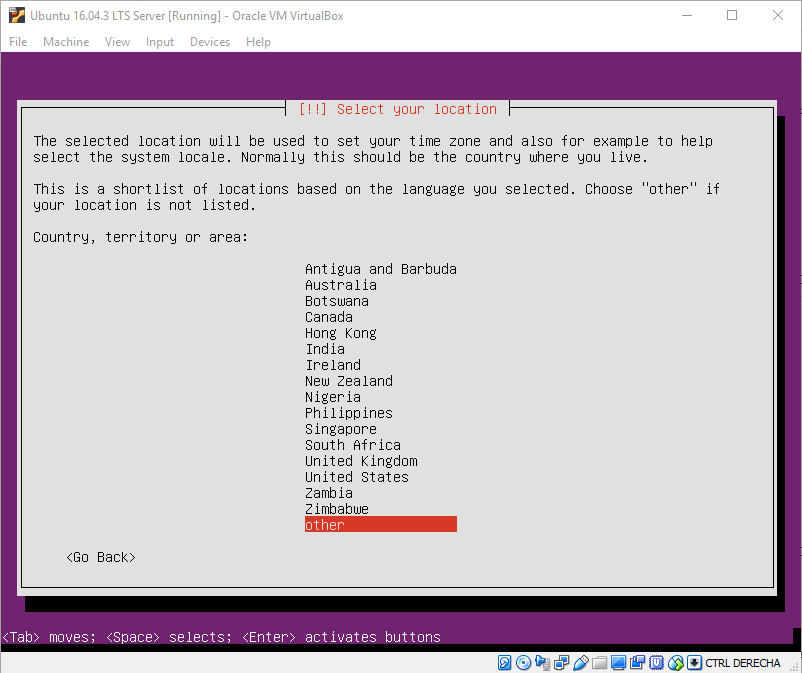 Ubuntu 16.04.3 LTS Server [Running] - Oracle VM VirtualBox
File Machine View Input Devices Help
[!!] Select your location
The selected location will be used to set your time zone and also for example to help
select the system locale. Normally this should be the country where you live.
This is a shortlist of locations based on the language you selected. Choose "other" if
your location is not listed.
Country, territory or area:
Antigua and Barbuda
Australia
Botswana
Canada
Hong Kong
India
Ireland
New Zealand
Nigeria
Philippines
Singapore
South Africa
United Kingdom
United States
Zambia
Zimbabwe
other
<Go Back>
<Tab> moves; <Space> selects; <Enter> activates buttons
CTRL DERECHA